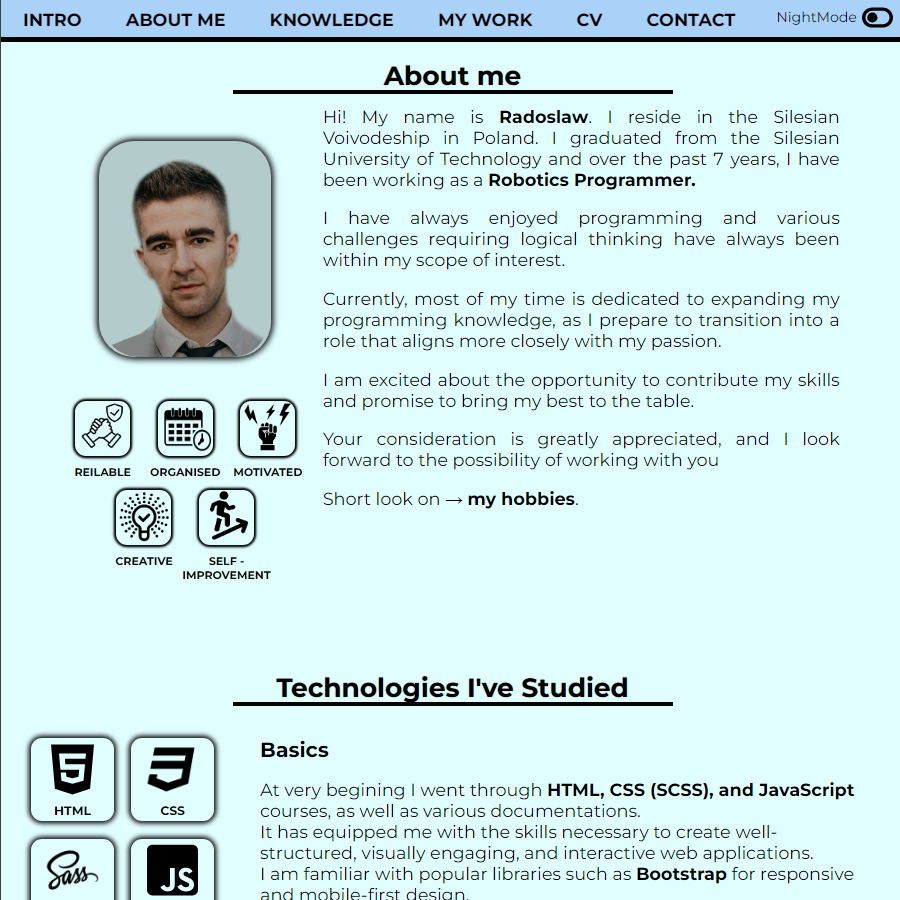 INTRO ABOUT ME KNOWLEDGE MY WORK CV CONTACT NightMode
About me
Hi! My name is Radoslaw. I reside in the Silesian
Voivodeship in Poland. I graduated from the Silesian
University of Technology and over the past 7 years, I have
been working as a Robotics Programmer.
I have always enjoyed programming and various
challenges requiring logical thinking have always been
within my scope of interest.
Currently, most of my time is dedicated to expanding my
programming knowledge, as I prepare to transition into a
role that aligns more closely with my passion.
I am excited about the opportunity to contribute my skills
and promise to bring my best to the table.
Your consideration is greatly appreciated, and I look
forward to the possibility of working with you
Short look on → my hobbies.
REILABLE ORGANISED MOTIVATED
CREATIVE SELF -
IMPROVEMENT
Technologies I've Studied
HTML CSS
Sass JS
Basics
At very begining I went through HTML, CSS (SCSS), and JavaScript
courses, as well as various documentations.
It has equipped me with the skills necessary to create well-
structured, visually engaging, and interactive web applications.
I am familiar with popular libraries such as Bootstrap for responsive
and mobile-first design.